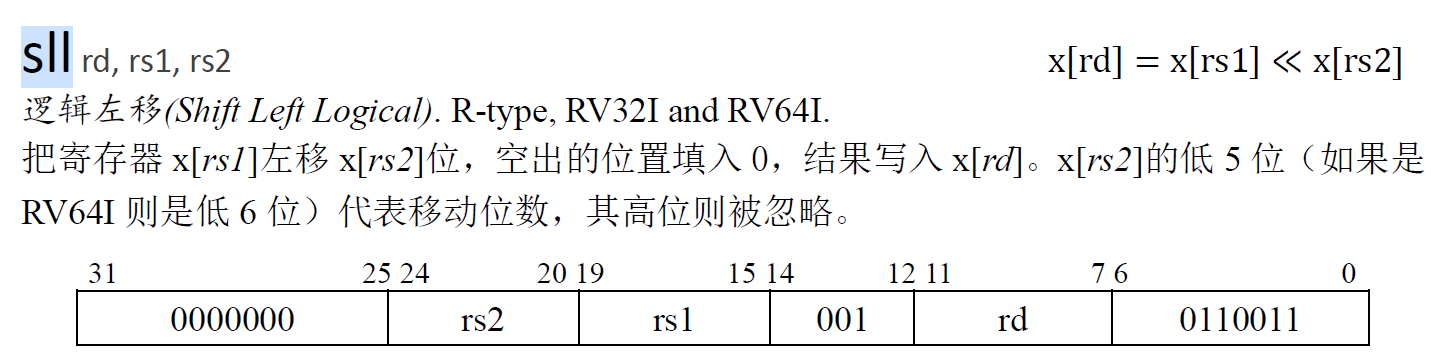 sll rd, rs1, rs2 x[rd] = x[rs1] ≪ x[rs2]
逻辑左移(Shift Left Logical). R-type, RV32I and RV64I.
把寄存器 x[rs1]左移 x[rs2]位，空出的位置填入 0，结果写入 x[rd]。x[rs2]的低 5 位（如果是
RV64I 则是低 6 位）代表移动位数，其高位则被忽略。
31 25 24 20 19 15 14 12 11 7 6 0
0000000 rs2 rs1 001 rd 0110011